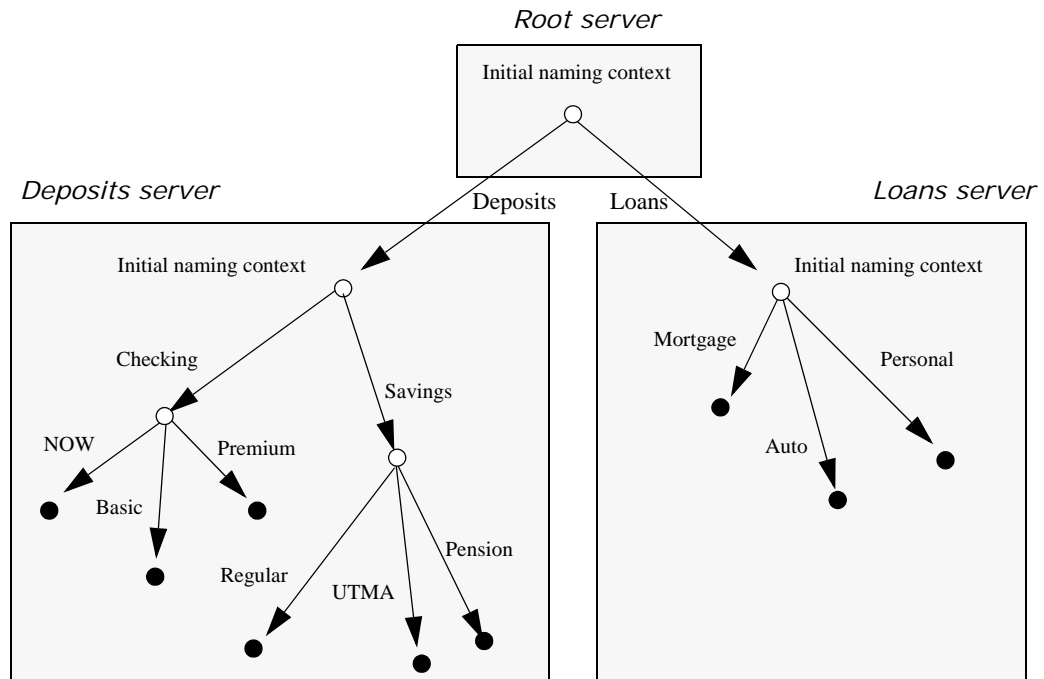 Root server
Initial naming context
Deposits server
Loans server
Deposits
Loans
Initial naming context
Initial naming context
Mortgage
Checking
Personal
Savings
NOW
Premium
Auto
Basic
Pension
Regular
UTMA